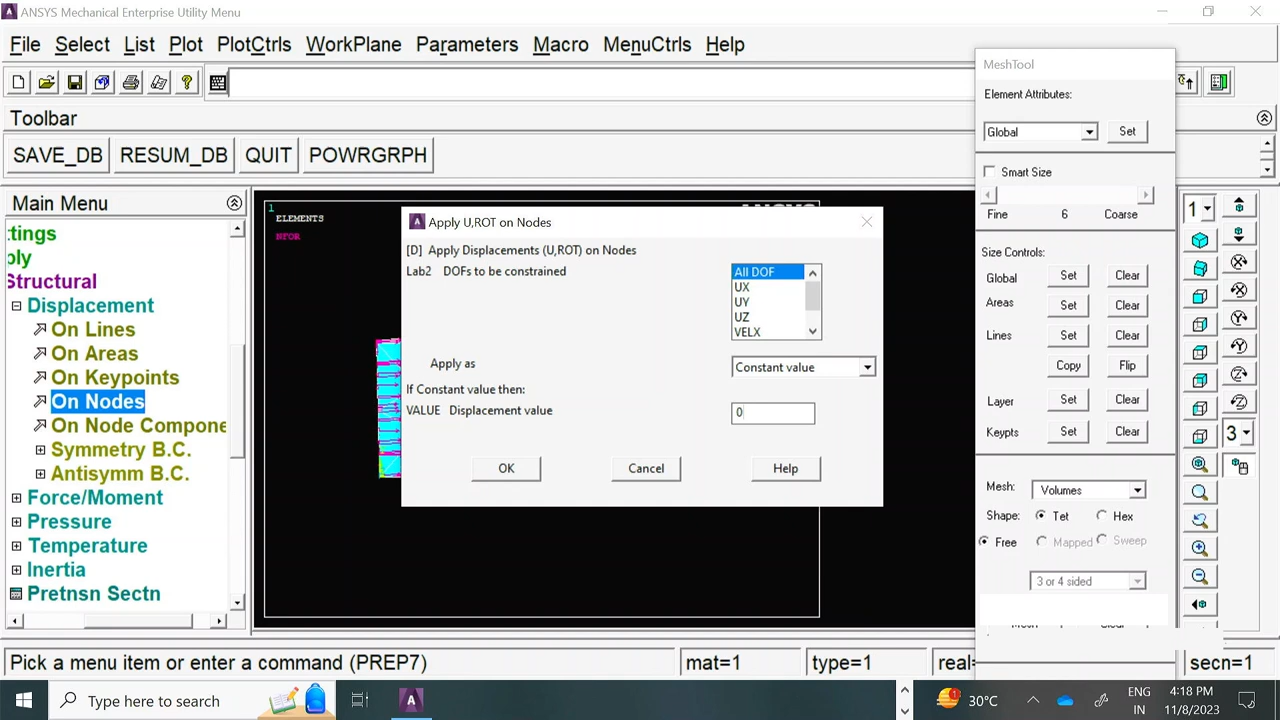 ANSYS Mechanical Enterprise Utility Menu
File Select List Plot PlotCtrls WorkPlane Parameters Macro MenuCtrls Help
Toolbar
SAVE_DB RESUM_DB QUIT POWRGRPH
Main Menu
ttings
ply
Structural
Displacement
On Lines
On Areas
On Keypoints
On Nodes
On Node Compone
Symmetry B.C.
Antisymm B.C.
Force/Moment
Pressure
Temperature
Inertia
Pretnsn Sectn
1
ELEMENTS
NFOR
Apply U,ROT on Nodes
[D] Apply Displacements (U,ROT) on Nodes
Lab2 DOFs to be constrained
All DOF
UX
UY
UZ
VELX
Apply as Constant value
If Constant value then:
VALUE Displacement value 0
OK Cancel Help
MeshTool
Element Attributes:
Global Set
Smart Size
Fine 6 Coarse
Size Controls:
Global Set Clear
Areas Set Clear
Lines Set Clear
Copy Flip
Layer Set Clear
Keypts Set Clear
Mesh: Volumes
Shape: Tet Hex
Free Mapped Sweep
3 or 4 sided
1
3
Pick a menu item or enter a command (PREP7) mat=1 type=1 real= secn=1
Type here to search
1
30°C
ENG
IN
4:18 PM
11/8/2023